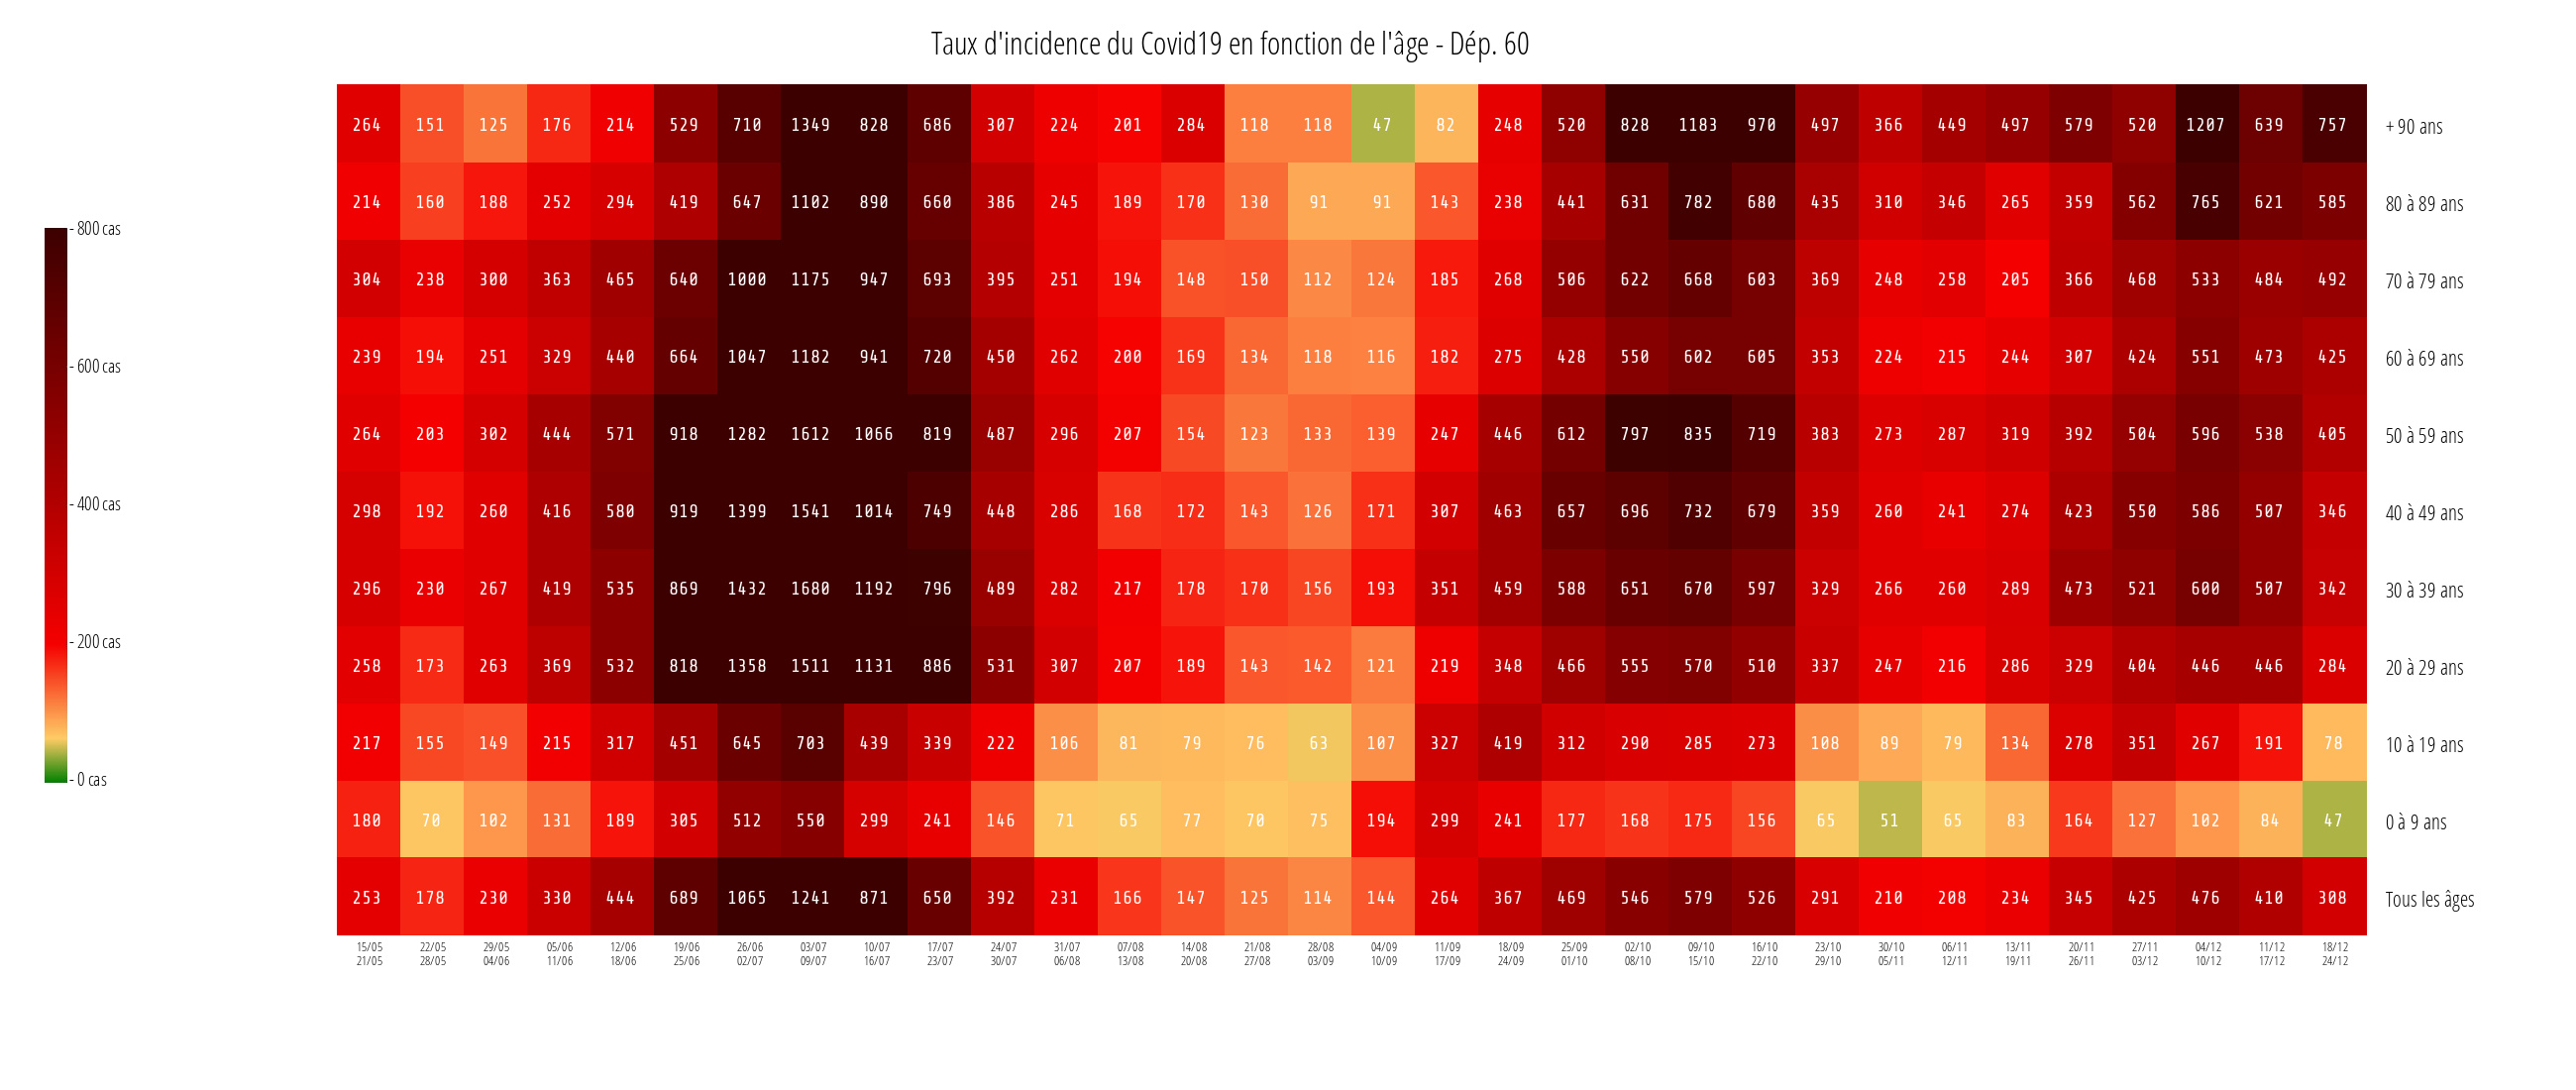 Taux d'incidence du Covid19 en fonction de l'âge - Dép. 60
- 800 cas
- 600 cas
- 400 cas
- 200 cas
- 0 cas
264 151 125 176 214 529 710 1349 828 686 307 224 201 284 118 118 47 82 248 520 828 1183 970 497 366 449 497 579 520 1207 639 757 + 90 ans
214 160 188 252 294 419 647 1102 890 660 386 245 189 170 130 91 91 143 238 441 631 782 680 435 310 346 265 359 562 765 621 585 80 à 89 ans
304 238 300 363 465 640 1000 1175 947 693 395 251 194 148 150 112 124 185 268 506 622 668 603 369 248 258 205 366 468 533 484 492 70 à 79 ans
239 194 251 329 440 664 1047 1182 941 720 450 262 200 169 134 118 116 182 275 428 550 602 605 353 224 215 244 307 424 551 473 425 60 à 69 ans
264 203 302 444 571 918 1282 1612 1066 819 487 296 207 154 123 133 139 247 446 612 797 835 719 383 273 287 319 392 504 596 538 405 50 à 59 ans
298 192 260 416 580 919 1399 1541 1014 749 448 286 168 172 143 126 171 307 463 657 696 732 679 359 260 241 274 423 550 586 507 346 40 à 49 ans
296 230 267 419 535 869 1432 1680 1192 796 489 282 217 178 170 156 193 351 459 588 651 670 597 329 266 260 289 473 521 600 507 342 30 à 39 ans
258 173 263 369 532 818 1358 1511 1131 886 531 307 207 189 143 142 121 219 348 466 555 570 510 337 247 216 286 329 404 446 446 284 20 à 29 ans
217 155 149 215 317 451 645 703 439 339 222 106 81 79 76 63 107 327 419 312 290 285 273 108 89 79 134 278 351 267 191 78 10 à 19 ans
180 70 102 131 189 305 512 550 299 241 146 71 65 77 70 75 194 299 241 177 168 175 156 65 51 65 83 164 127 102 84 47 0 à 9 ans
253 178 230 330 444 689 1065 1241 871 650 392 231 166 147 125 114 144 264 367 469 546 579 526 291 210 208 234 345 425 476 410 308 Tous les âges
15/05 22/05 29/05 05/06 12/06 19/06 26/06 03/07 10/07 17/07 24/07 31/07 07/08 14/08 21/08 28/08 04/09 11/09 18/09 25/09 02/10 09/10 16/10 23/10 30/10 06/11 13/11 20/11 27/11 04/12 11/12 18/12
21/05 28/05 04/06 11/06 18/06 25/06 02/07 09/07 16/07 23/07 30/07 06/08 13/08 20/08 27/08 03/09 10/09 17/09 24/09 01/10 08/10 15/10 22/10 29/10 05/11 12/11 19/11 26/11 03/12 10/12 17/12 24/12